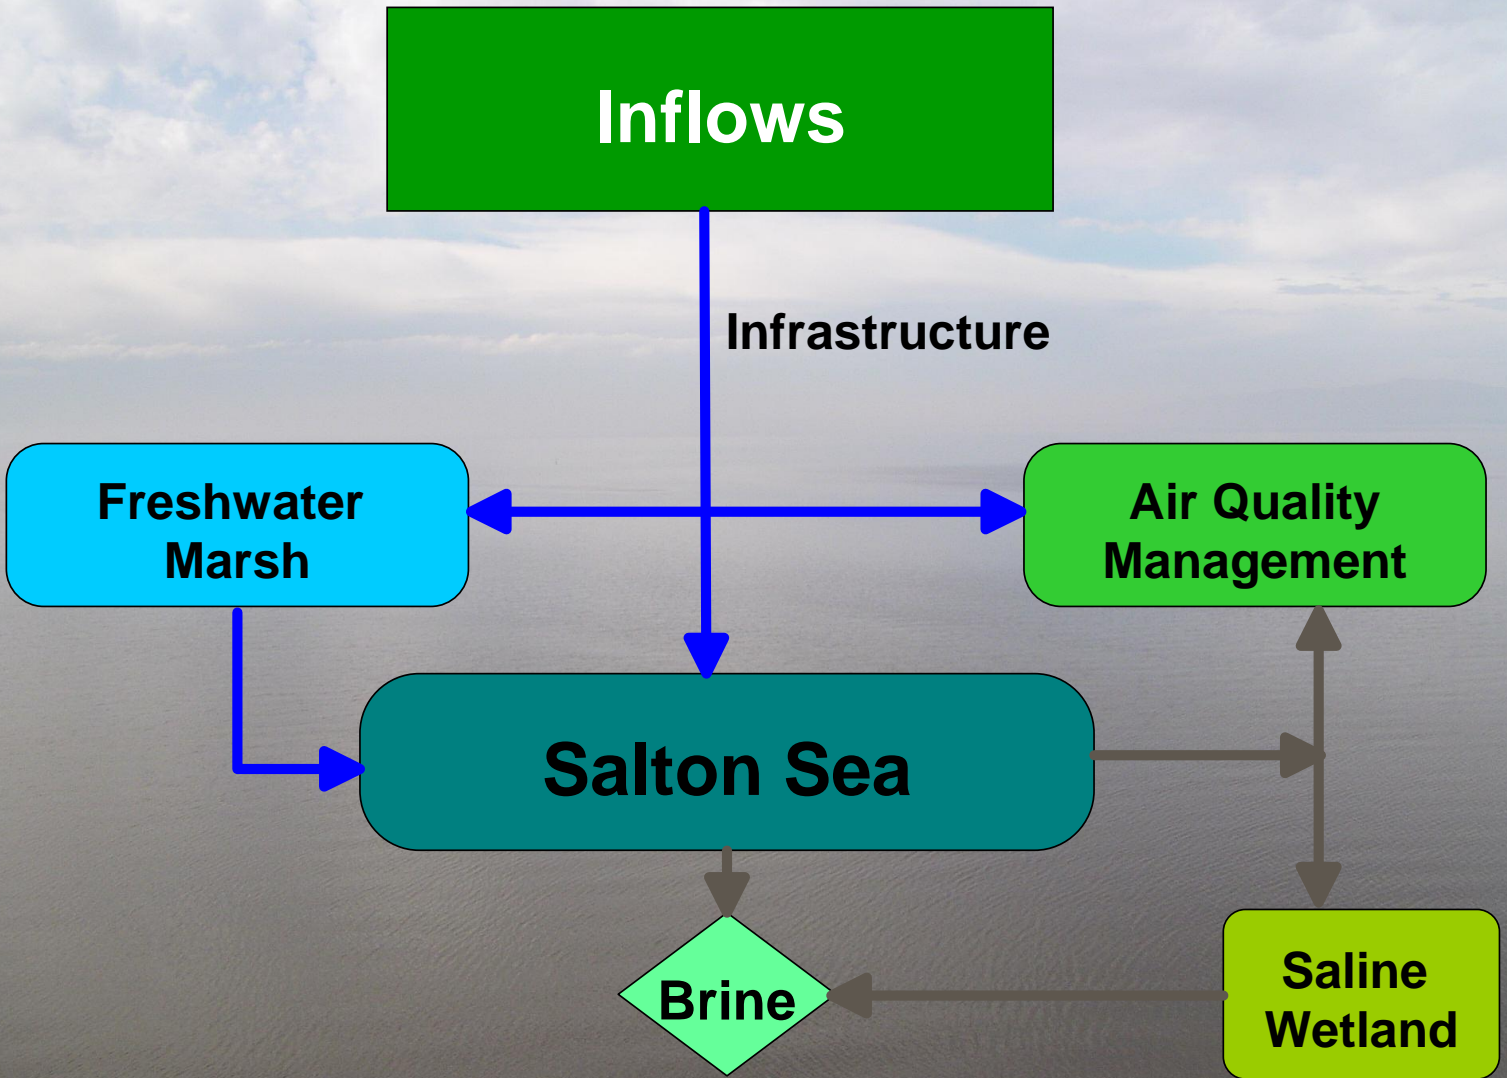 Inflows
Infrastructure
Freshwater
Marsh
Air Quality
Management
Salton Sea
Brine
Saline
Wetland